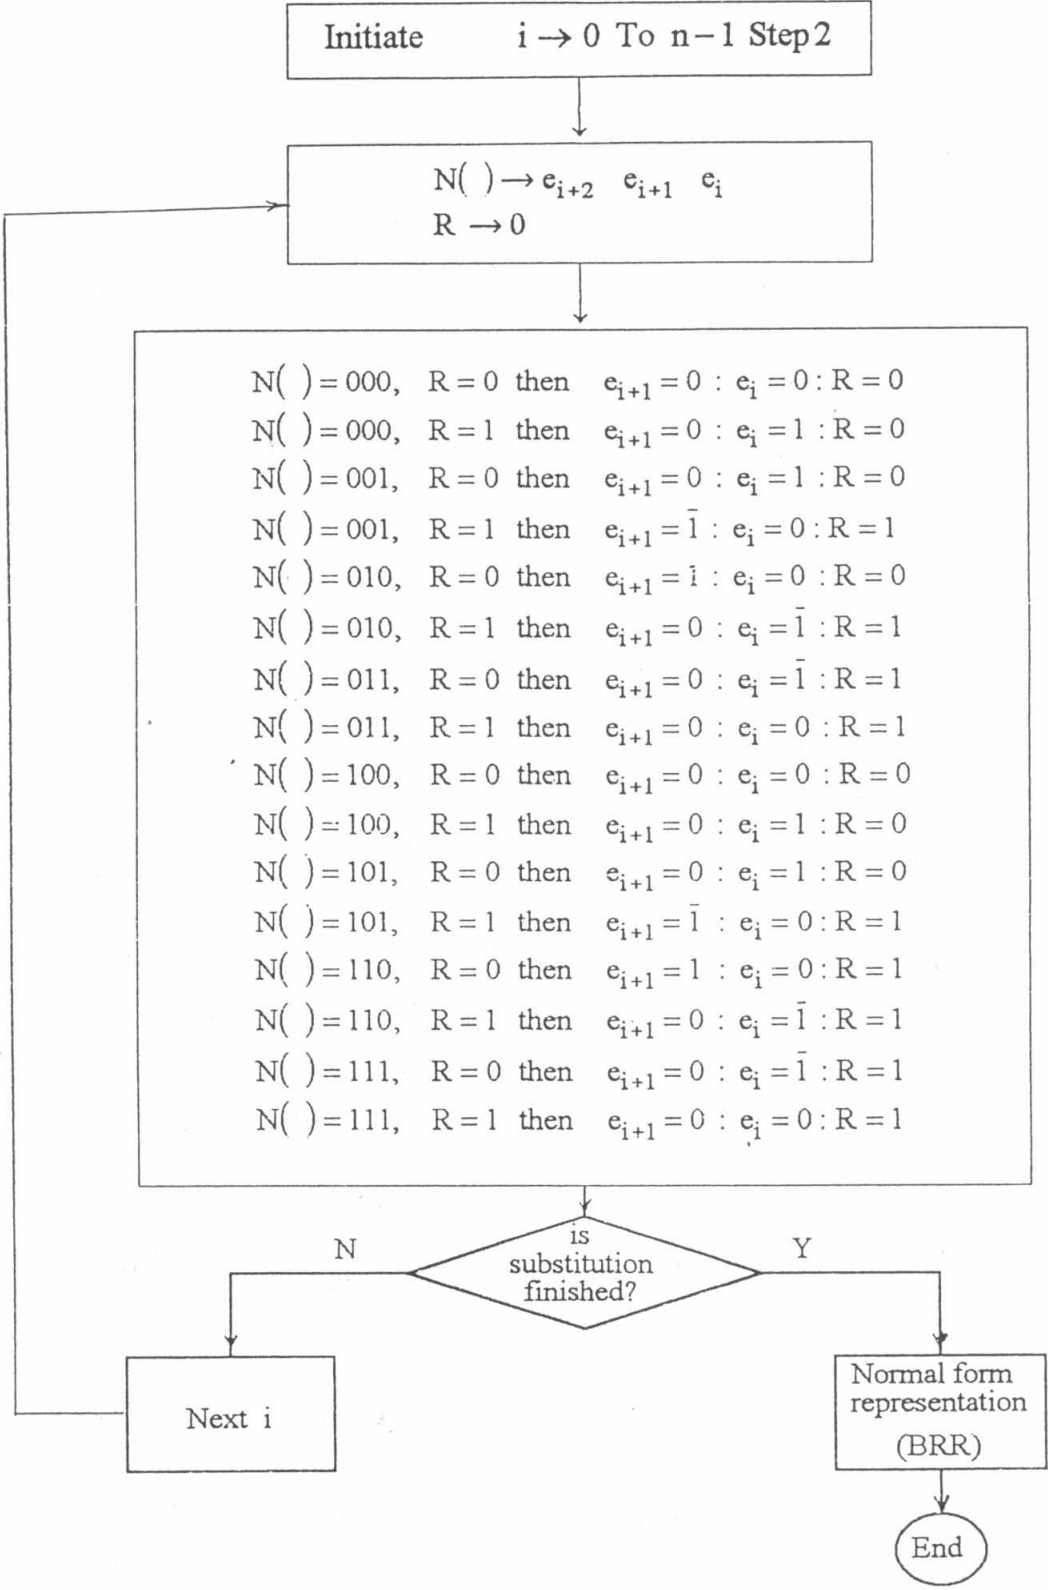 Initiate i → 0 To n − 1 Step 2
N( ) → e_{i+2} e_{i+1} e_i
R → 0
N( ) = 000, R = 0 then e_{i+1} = 0 : e_i = 0 : R = 0
N( ) = 000, R = 1 then e_{i+1} = 0 : e_i = 1 : R = 0
N( ) = 001, R = 0 then e_{i+1} = 0 : e_i = 1 : R = 0
N( ) = 001, R = 1 then e_{i+1} = 1̄ : e_i = 0 : R = 1
N( ) = 010, R = 0 then e_{i+1} = 1̄ : e_i = 0 : R = 0
N( ) = 010, R = 1 then e_{i+1} = 0 : e_i = 1̄ : R = 1
N( ) = 011, R = 0 then e_{i+1} = 0 : e_i = 1̄ : R = 1
N( ) = 011, R = 1 then e_{i+1} = 0 : e_i = 0 : R = 1
N( ) = 100, R = 0 then e_{i+1} = 0 : e_i = 0 : R = 0
N( ) = 100, R = 1 then e_{i+1} = 0 : e_i = 1 : R = 0
N( ) = 101, R = 0 then e_{i+1} = 0 : e_i = 1 : R = 0
N( ) = 101, R = 1 then e_{i+1} = 1̄ : e_i = 0 : R = 1
N( ) = 110, R = 0 then e_{i+1} = 1 : e_i = 0 : R = 1
N( ) = 110, R = 1 then e_{i+1} = 0 : e_i = 1̄ : R = 1
N( ) = 111, R = 0 then e_{i+1} = 0 : e_i = 1̄ : R = 1
N( ) = 111, R = 1 then e_{i+1} = 0 : e_i = 0 : R = 1
is
substitution
finished?
N
Y
Next i
Normal form
representation
(BRR)
End